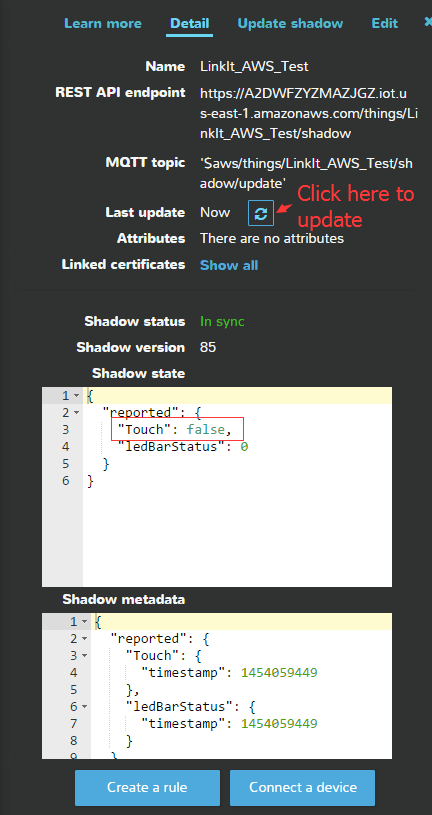 Learn more Detail Update shadow Edit
Name LinkIt_AWS_Test
REST API endpoint https://A2DWFZYZMAZJGZ.iot.u
s-east-1.amazonaws.com/things/Li
nkIt_AWS_Test/shadow
MQTT topic '$aws/things/LinkIt_AWS_Test/sh
adow/update'
Last update Now
Click here to
update
Attributes There are no attributes
Linked certificates Show all
Shadow status In sync
Shadow version 85
Shadow state
1 {
2 "reported": {
3 "Touch": false,
4 "ledBarStatus": 0
5 }
6 }
Shadow metadata
1 {
2 "reported": {
3 "Touch": {
4 "timestamp": 1454059449
5 },
6 "ledBarStatus": {
7 "timestamp": 1454059449
8 }
9 }
Create a rule Connect a device